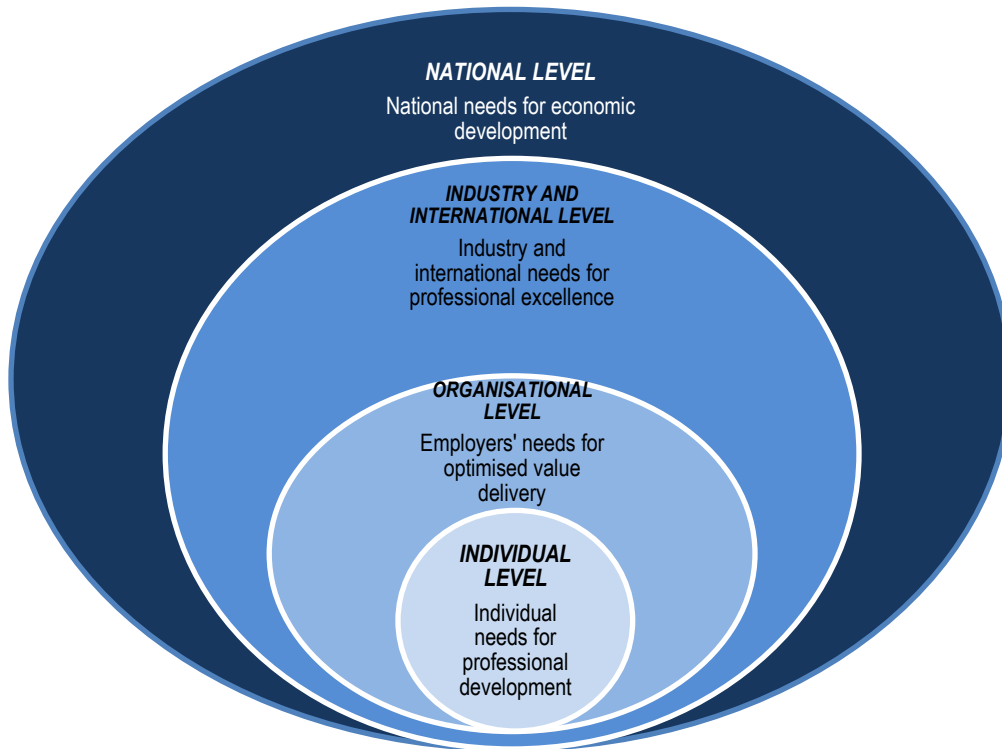 NATIONAL LEVEL
National needs for economic
development
INDUSTRY AND
INTERNATIONAL LEVEL
Industry and
international needs for
professional excellence
ORGANISATIONAL
LEVEL
Employers' needs for
optimised value
delivery
INDIVIDUAL
LEVEL
Individual
needs for
professional
development